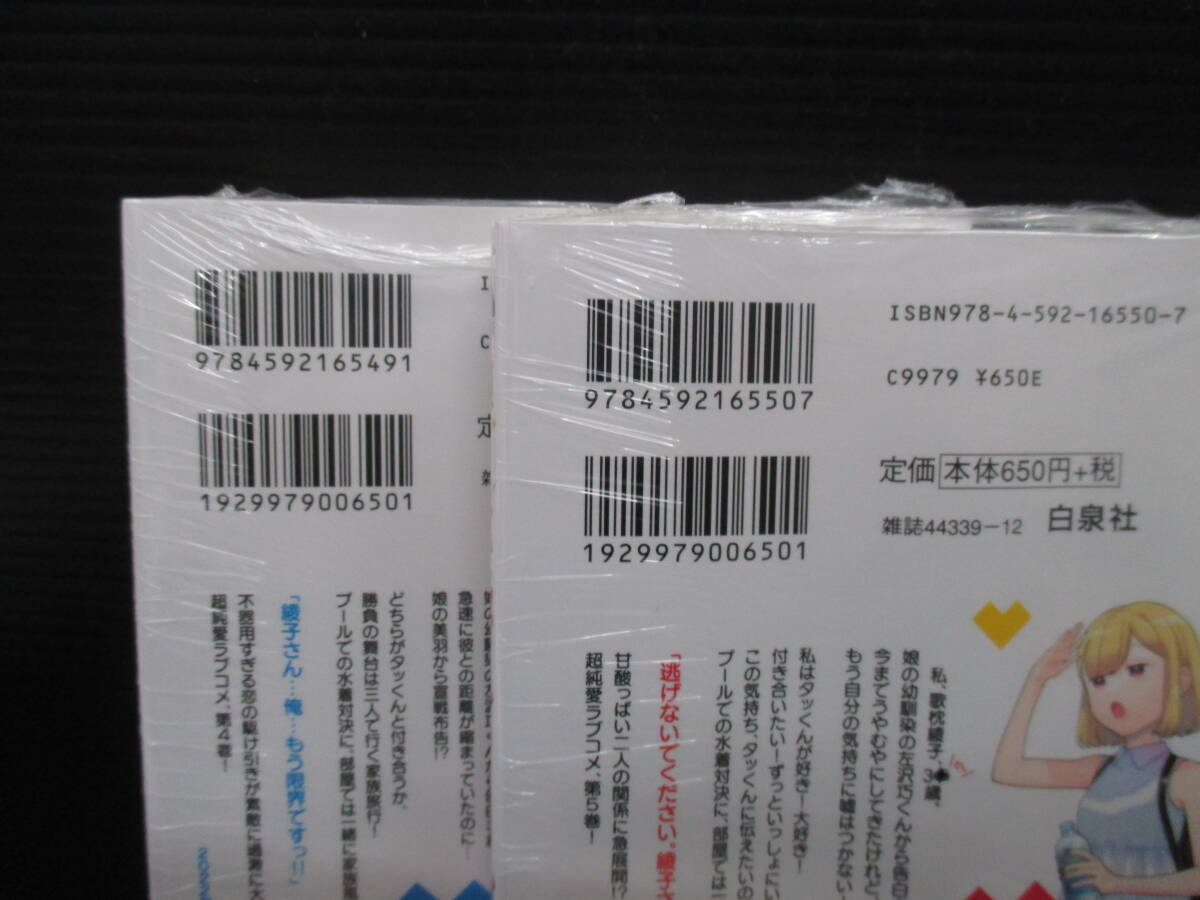 9784592165491
1929979006501
急速に彼との距離が縮まっていたのに…
娘の美羽から宣戦布告!?
どちらがタッくんと付き合うか、
勝負の舞台は三人で行く家族旅行!
プールでの水着対決に、部屋では一緒に家族風
「綾子さん…俺…もう限界ですっ!!」
不器用すぎる恋の駆け引きが素敵に過激に
超純愛ラブコメ、第4巻!
ISBN978-4-592-16550-7
9784592165507
C9979 ¥650E
1929979006501
定価 本体650円+税
雑誌44339-12 白泉社
私、歌枕綾子、3
娘の幼馴染の左沢巧くんから告白
今までうやむやにしてきたけれど
もう自分の気持ちに嘘はつかない
私はタッくんが好き!大好き!
付き合いたい!ずっといっしょにい
この気持ち、タッくんに伝えたいの
プールでの水着対決に、部屋では一
「逃げないでください。綾子さ
甘酸っぱい二人の関係に急展開!?
超純愛ラブコメ、第5巻!